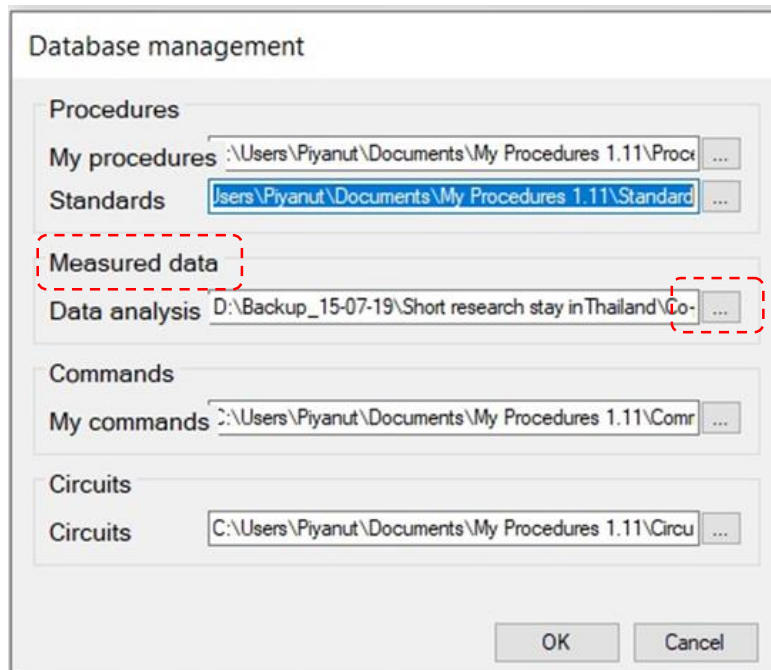 Database management
Procedures
My procedures :\Users\Piyanut\Documents\My Procedures 1.11\Proce ...
Standards Jsers\Piyanut\Documents\My Procedures 1.11\Standard ...
Measured data
Data analysis D:\Backup_15-07-19\Short research stay inThailand\Co- ...
Commands
My commands C:\Users\Piyanut\Documents\My Procedures 1.11\Comr ...
Circuits
Circuits C:\Users\Piyanut\Documents\My Procedures 1.11\Circu ...
OK Cancel